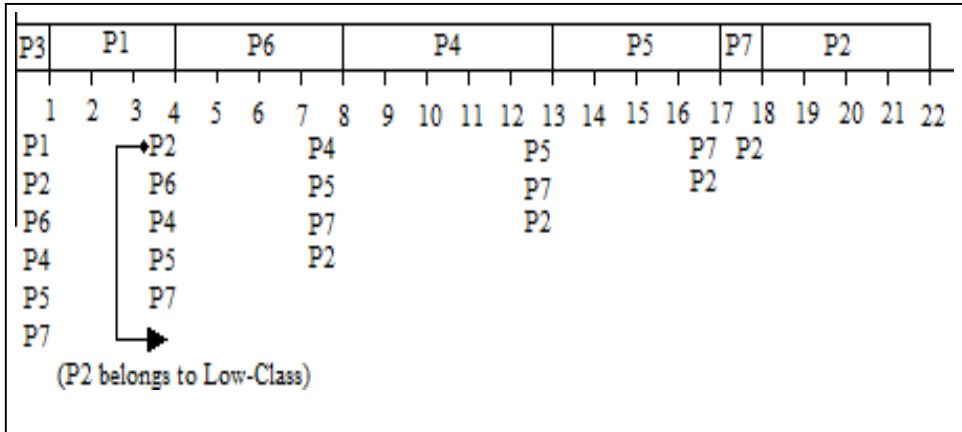 P3 P1 P6 P4 P5 P7 P2
1 2 3 4 5 6 7 8 9 10 11 12 13 14 15 16 17 18 19 20 21 22
P1 P2 P4 P5 P7 P2
P2 P6 P5 P7 P2
P6 P4 P7 P2
P4 P5 P2
P5 P7
P7
(P2 belongs to Low-Class)